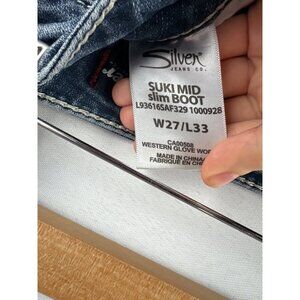 Silver
JEANS CO.
SUKI MID
slim BOOT
L93616SAF329 1000928
W27/L33
CA00508
WESTERN GLOVE WO
MADE IN CHINA
FABRIQUÉ EN